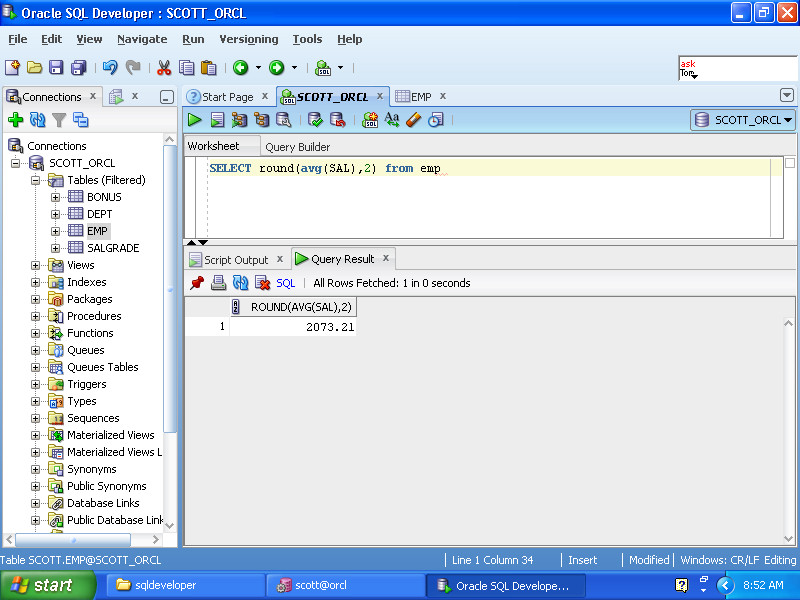 Oracle SQL Developer : SCOTT_ORCL
File Edit View Navigate Run Versioning Tools Help
ask
Tom
Connections x
Start Page x
SCOTT_ORCL x
EMP x
SCOTT_ORCL
Connections
SCOTT_ORCL
Tables (Filtered)
BONUS
DEPT
EMP
SALGRADE
Views
Indexes
Packages
Procedures
Functions
Queues
Queues Tables
Triggers
Types
Sequences
Materialized Views
Materialized Views L
Synonyms
Public Synonyms
Database Links
Public Database Link
Worksheet Query Builder
SELECT round(avg(SAL),2) from emp
Script Output x Query Result x
SQL | All Rows Fetched: 1 in 0 seconds
ROUND(AVG(SAL),2)
1 2073.21
Table SCOTT.EMP@SCOTT_ORCL
Line 1 Column 34 | Insert | Modified | Windows: CR/LF Editing
start sqldeveloper scott@orcl Oracle SQL Develope... 8:52 AM